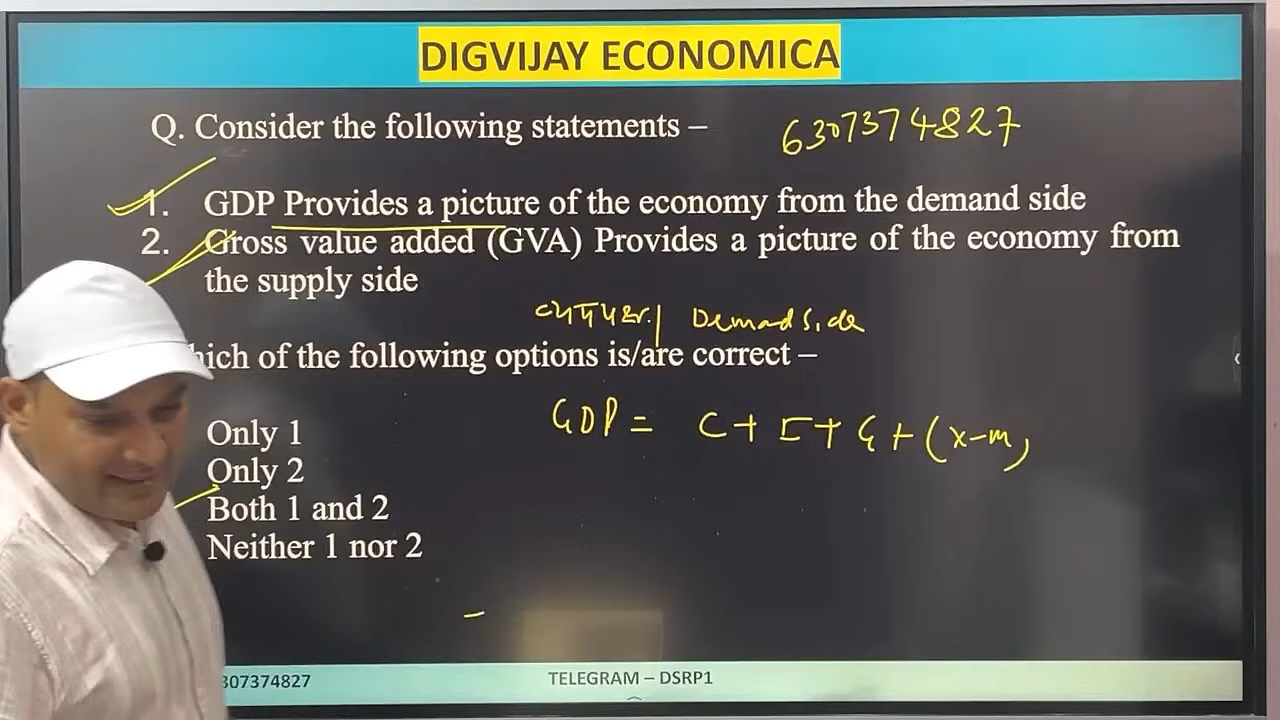 DIGVIJAY ECONOMICA
Q. Consider the following statements – 6307374827
1. GDP Provides a picture of the economy from the demand side
2. Gross value added (GVA) Provides a picture of the economy from
the supply side
Demand Side
hich of the following options is/are correct –
GDP = C + I + G + (x-m)
Only 1
Only 2
Both 1 and 2
Neither 1 nor 2
307374827 TELEGRAM – DSRP1